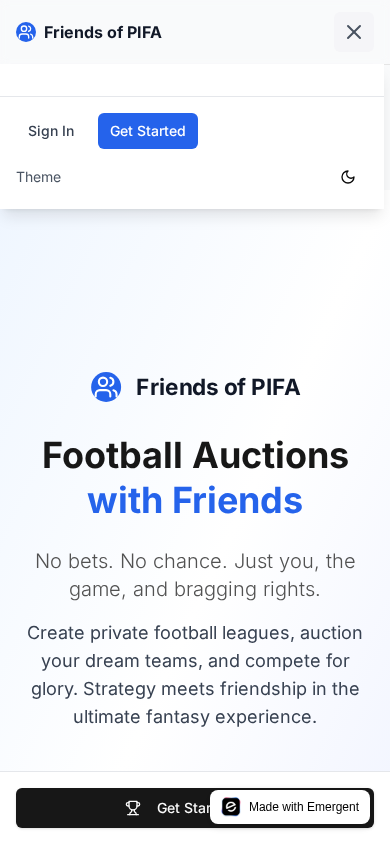 Friends of PIFA
Sign In
Get Started
Theme
Friends of PIFA
Football Auctions
with Friends
No bets. No chance. Just you, the
game, and bragging rights.
Create private football leagues, auction
your dream teams, and compete for
glory. Strategy meets friendship in the
ultimate fantasy experience.
Get Star
Made with Emergent